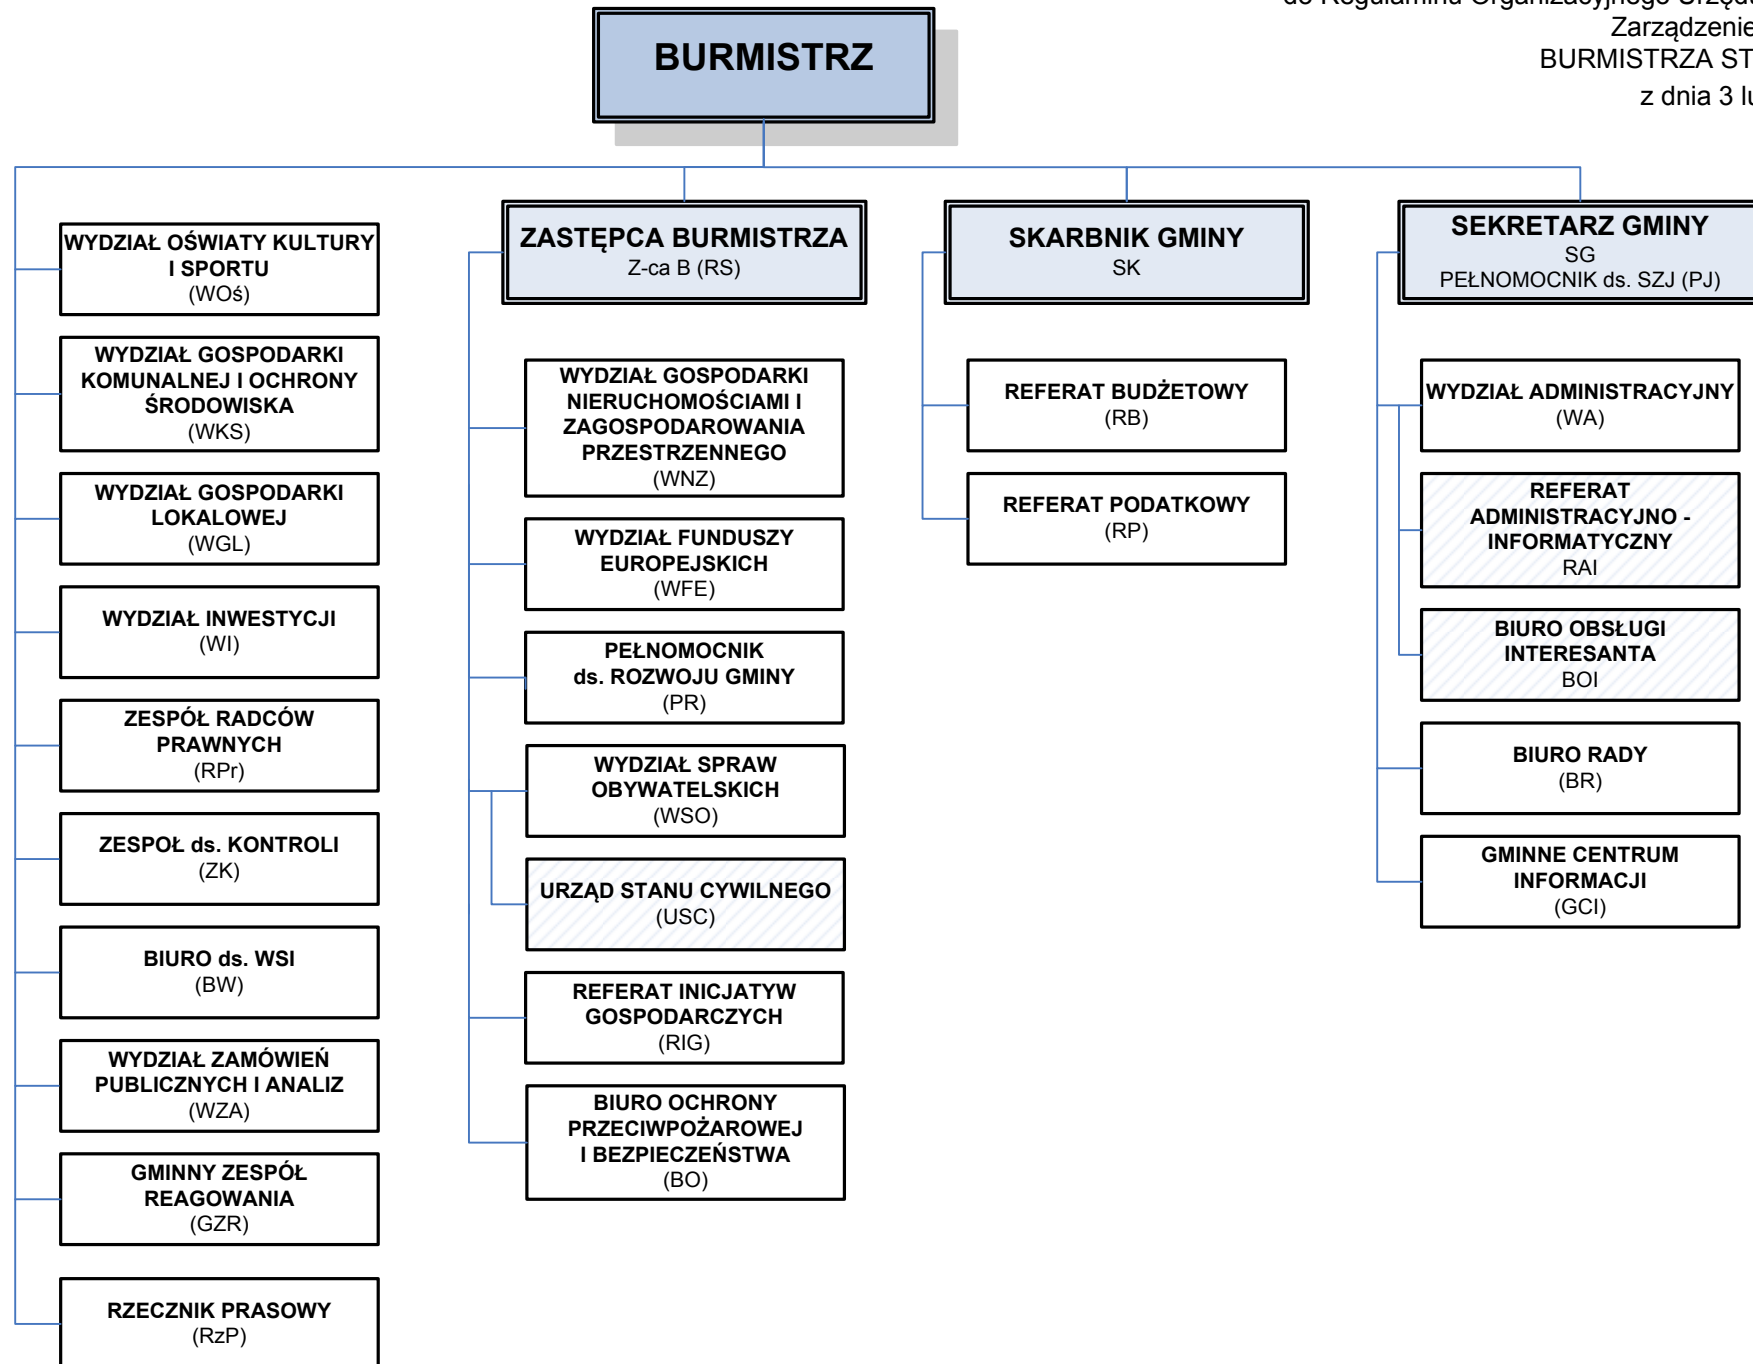 do Regulaminu Organizacyjnego
Zarządzenie
BURMISTRZA
z dnia 3
BURMISTRZ
WYDZIAŁ OŚWIATY KULTURY
I SPORTU
(WOś)
WYDZIAŁ GOSPODARKI
KOMUNALNEJ I OCHRONY
ŚRODOWISKA
(WKS)
WYDZIAŁ GOSPODARKI
LOKALOWEJ
(WGL)
WYDZIAŁ INWESTYCJI
(WI)
ZESPÓŁ RADCÓW
PRAWNYCH
(RPr)
ZESPOŁ ds. KONTROLI
(ZK)
BIURO ds. WSI
(BW)
WYDZIAŁ ZAMÓWIEŃ
PUBLICZNYCH I ANALIZ
(WZA)
GMINNY ZESPÓŁ
REAGOWANIA
(GZR)
RZECZNIK PRASOWY
(RzP)
ZASTĘPCA BURMISTRZA
Z-ca B (RS)
WYDZIAŁ GOSPODARKI
NIERUCHOMOŚCIAMI I
ZAGOSPODAROWANIA
PRZESTRZENNEGO
(WNZ)
WYDZIAŁ FUNDUSZY
EUROPEJSKICH
(WFE)
PEŁNOMOCNIK
ds. ROZWOJU GMINY
(PR)
WYDZIAŁ SPRAW
OBYWATELSKICH
(WSO)
URZĄD STANU CYWILNEGO
(USC)
REFERAT INICJATYW
GOSPODARCZYCH
(RIG)
BIURO OCHRONY
PRZECIWPOŻAROWEJ
I BEZPIECZEŃSTWA
(BO)
SKARBNIK GMINY
SK
REFERAT BUDŻETOWY
(RB)
REFERAT PODATKOWY
(RP)
SEKRETARZ GMINY
SG
PEŁNOMOCNIK ds. SZJ (PJ)
WYDZIAŁ ADMINISTRACYJNY
(WA)
REFERAT
ADMINISTRACYJNO -
INFORMATYCZNY
RAI
BIURO OBSŁUGI
INTERESANTA
BOI
BIURO RADY
(BR)
GMINNE CENTRUM
INFORMACJI
(GCI)